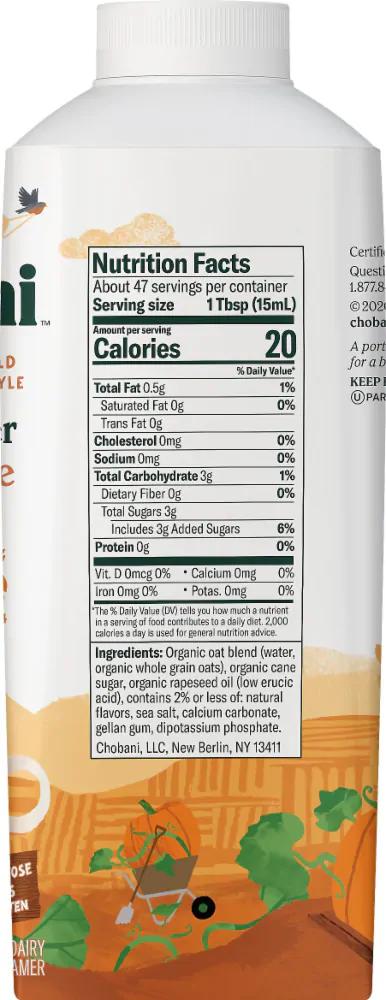 ni™
LD
YLE
r
e
Nutrition Facts
About 47 servings per container
Serving size 1 Tbsp (15mL)
Amount per serving
Calories 20
% Daily Value*
Total Fat 0.5g 1%
Saturated Fat 0g 0%
Trans Fat 0g
Cholesterol 0mg 0%
Sodium 0mg 0%
Total Carbohydrate 3g 1%
Dietary Fiber 0g 0%
Total Sugars 3g
Includes 3g Added Sugars 6%
Protein 0g 0%
Vit. D 0mcg 0% • Calcium 0mg 0%
Iron 0mg 0% • Potas. 0mg 0%
*The % Daily Value (DV) tells you how much a nutrient
in a serving of food contributes to a daily diet. 2,000
calories a day is used for general nutrition advice.
Ingredients: Organic oat blend (water,
organic whole grain oats), organic cane
sugar, organic rapeseed oil (low erucic
acid), contains 2% or less of: natural
flavors, sea salt, calcium carbonate,
gellan gum, dipotassium phosphate.
Chobani, LLC, New Berlin, NY 13411
Certifi
Questi
1.877.8
© 202
choba
A port
for a b
KEEP
Ⓤ PAR
OSE
S
TEN
DAIRY
AMER